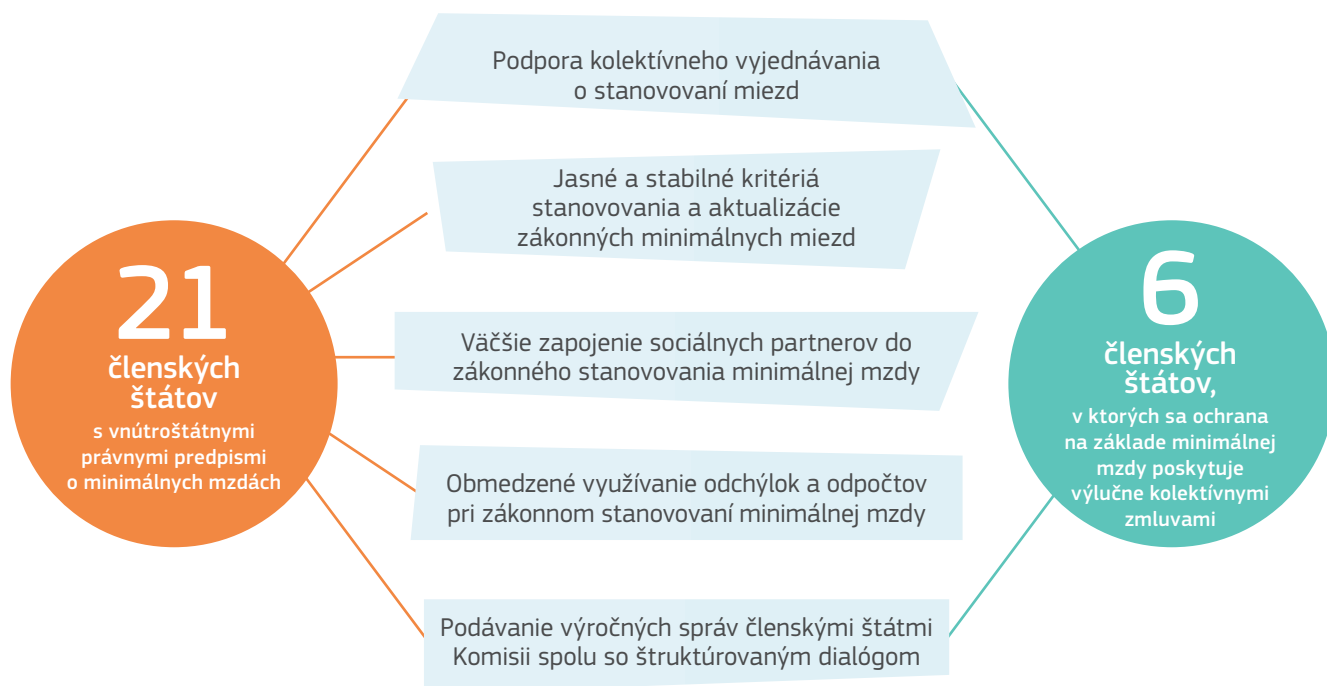 Podpora kolektívneho vyjednávania
o stanovovaní miezd
Jasné a stabilné kritériá
stanovovania a aktualizácie
zákonných minimálnych miezd
21
členských
štátov
s vnútroštátnymi
právnymi predpismi
o minimálnych mzdách
Väčšie zapojenie sociálnych partnerov do
zákonného stanovovania minimálnej mzdy
6
členských
štátov,
v ktorých sa ochrana
na základe minimálnej
mzdy poskytuje
výlučne kolektívnymi
zmluvami
Obmedzené využívanie odchýlok a odpočtov
pri zákonnom stanovovaní minimálnej mzdy
Podávanie výročných správ členskými štátmi
Komisii spolu so štruktúrovaným dialógom